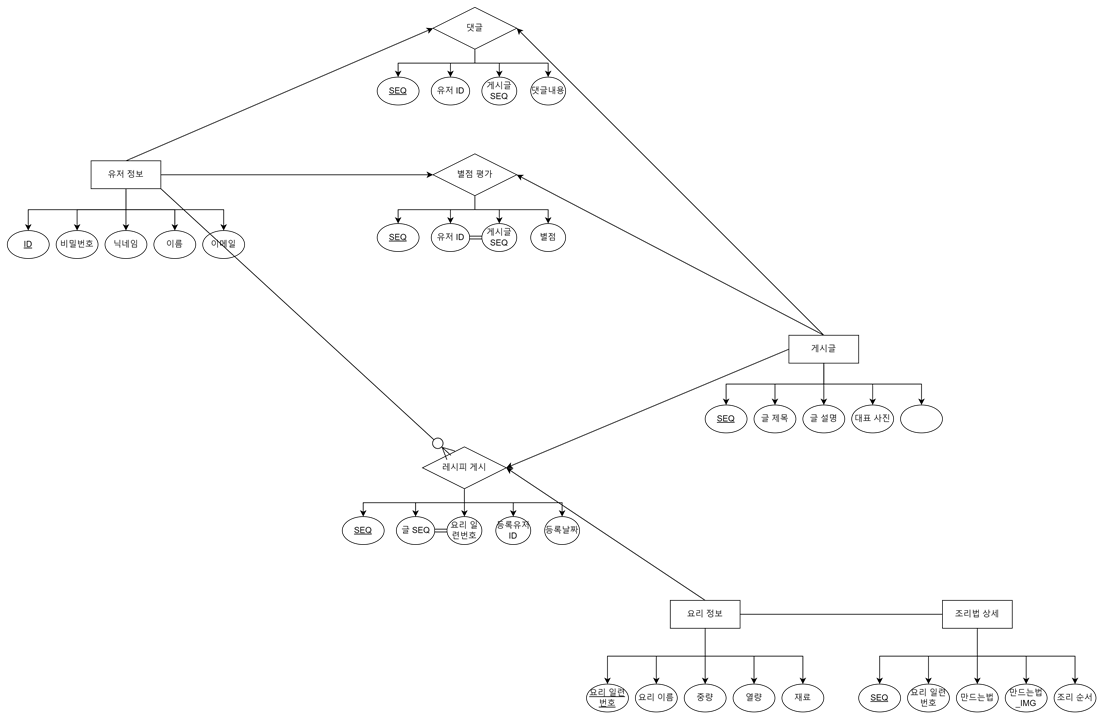 댓글
SEQ
유저 ID
게시글
SEQ
댓글내용
유저 정보
ID
비밀번호
닉네임
이름
이메일
별점 평가
SEQ
유저 ID
게시글
SEQ
별점
게시글
SEQ
글 제목
글 설명
대표 사진
레시피 게시
SEQ
글 SEQ
요리 일
련번호
등록유저
ID
등록날짜
요리 정보
요리 일련
번호
요리 이름
중량
열량
재료
조리법 상세
SEQ
요리 일련
번호
만드는법
만드는법
_IMG
조리 순서